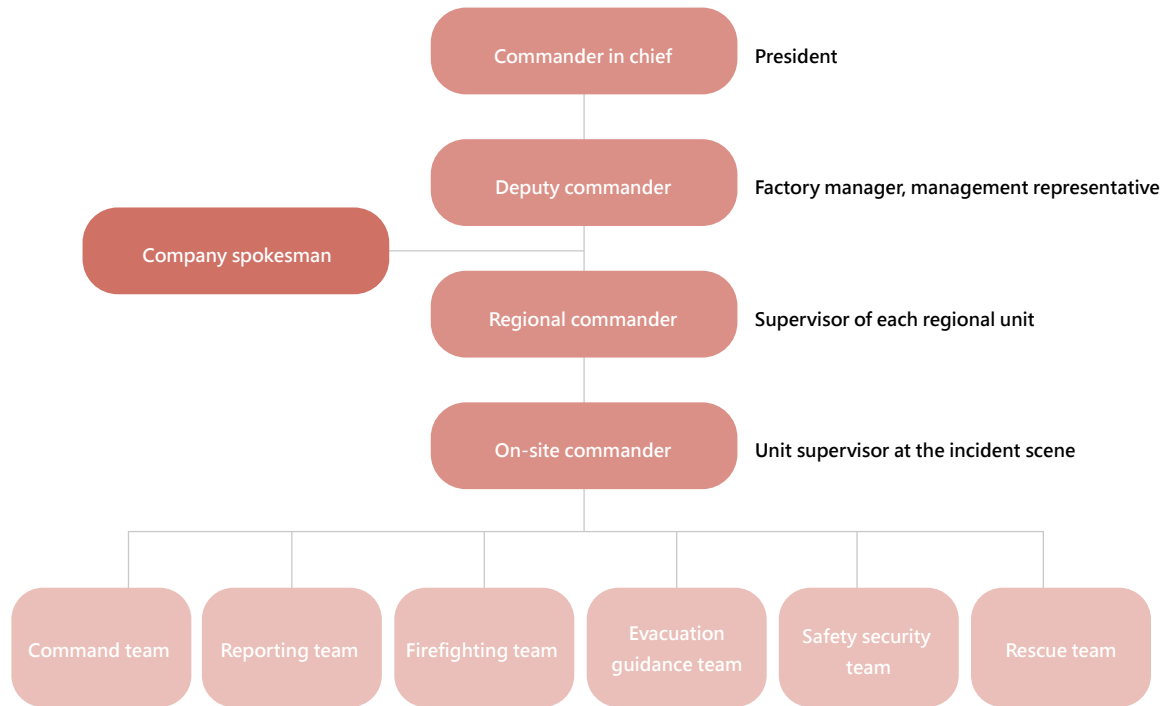 Commander in chief
President
Deputy commander
Factory manager, management representative
Company spokesman
Regional commander
Supervisor of each regional unit
On-site commander
Unit supervisor at the incident scene
Command team
Reporting team
Firefighting team
Evacuation
guidance team
Safety security
team
Rescue team